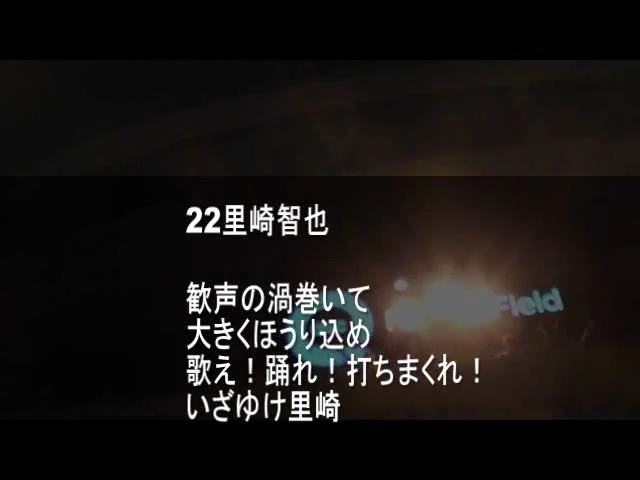 22里崎智也
歓声の渦巻いて
大きくほうり込め
歌え！踊れ！打ちまくれ！
いざゆけ里崎
Field